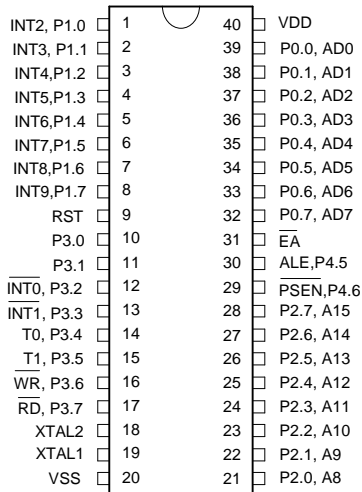 INT2, P1.0 1 40 VDD
INT3, P1.1 2 39 P0.0, AD0
INT4,P1.2 3 38 P0.1, AD1
INT5,P1.3 4 37 P0.2, AD2
INT6,P1.4 5 36 P0.3, AD3
INT7,P1.5 6 35 P0.4, AD4
INT8,P1.6 7 34 P0.5, AD5
INT9,P1.7 8 33 P0.6, AD6
RST 9 32 P0.7, AD7
P3.0 10 31 E̅A̅
P3.1 11 30 ALE,P4.5
I̅N̅T̅0̅, P3.2 12 29 P̅S̅E̅N̅,P4.6
I̅N̅T̅1̅, P3.3 13 28 P2.7, A15
T0, P3.4 14 27 P2.6, A14
T1, P3.5 15 26 P2.5, A13
W̅R̅, P3.6 16 25 P2.4, A12
R̅D̅, P3.7 17 24 P2.3, A11
XTAL2 18 23 P2.2, A10
XTAL1 19 22 P2.1, A9
VSS 20 21 P2.0, A8